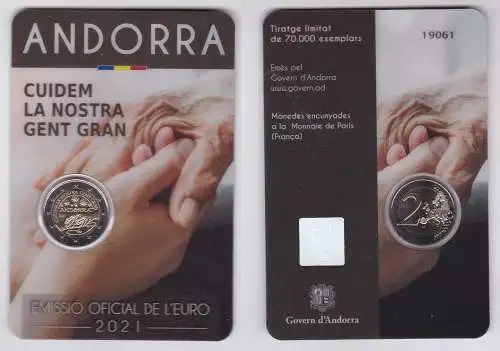 ANDORRA
CUIDEM
LA NOSTRA
GENT GRAN
ANDORRA
EMISSIÓ OFICIAL DE L'EURO
2021
Tiratge limitat
de 70.000 exemplars
19061
Emès pel
Govern d'Andorra
www.govern.ad
Monedes encunyades
a la Monnaie de Paris
(França)
2
Govern d'Andorra